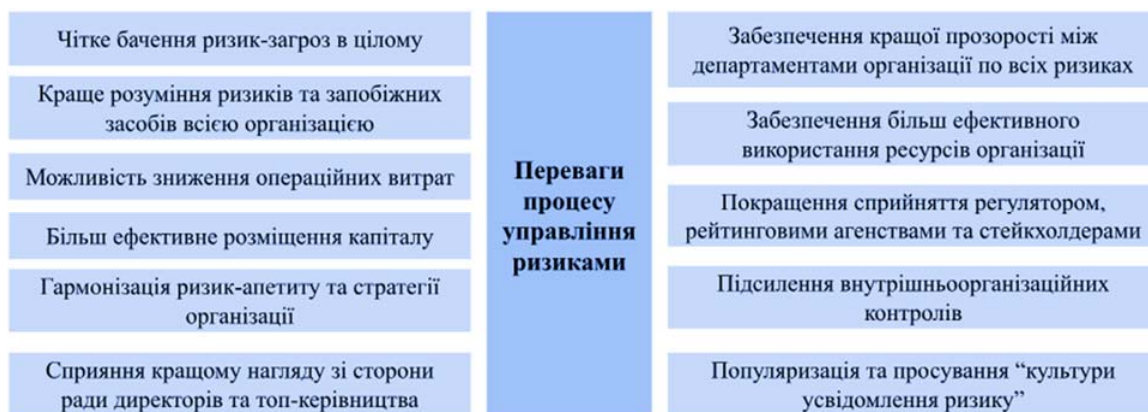 Чітке бачення ризик-загроз в цілому
Краще розуміння ризиків та запобіжних
засобів всією організацією
Можливість зниження операційних витрат
Більш ефективне розміщення капіталу
Гармонізація ризик-апетиту та стратегії
організації
Сприяння кращому нагляду зі сторони
ради директорів та топ-керівництва
Переваги
процесу
управління
ризиками
Забезпечення кращої прозорості між
департаментами організації по всіх ризиках
Забезпечення більш ефективного
використання ресурсів організації
Покращення сприйняття регулятором,
рейтинговими агенствами та стейкхолдерами
Підсилення внутрішньоорганізаційних
контролів
Популяризація та просування “культури
усвідомлення ризику”